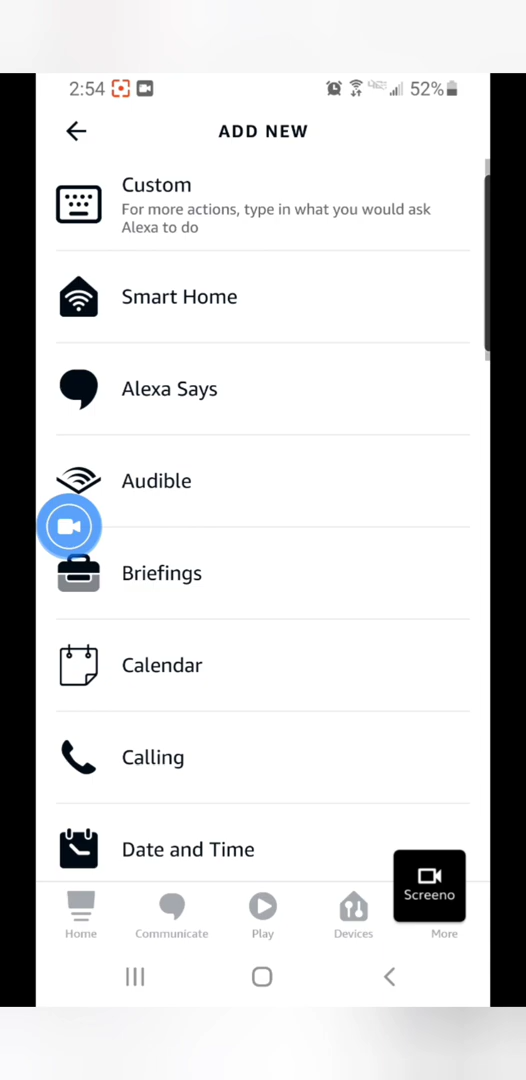 2:54 52%
ADD NEW
Custom
For more actions, type in what you would ask
Alexa to do
Smart Home
Alexa Says
Audible
Briefings
Calendar
Calling
Date and Time
Screeno
Home Communicate Play Devices More